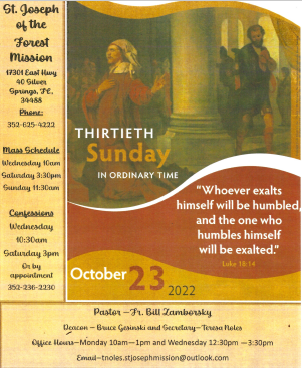 St. Joseph
of the
Forest
Mission
17301 East Hwy
40 Silver
Springs, FL,
34488
Phone:
352-625-4222
Mass Schedule
Wednesday 10am
Saturday 3:30pm
Sunday 11:30am
Confessions
Wednesday
10:30am
Saturday 3pm
Or by
appointment
352-236-2230
THIRTIETH
Sunday
IN ORDINARY TIME
"Whoever exalts
himself will be humbled,
and the one who
humbles himself
will be exalted."
Luke 18:14
October 23 2022
Pastor —Fr. Bill Zamborsky
Deacon — Bruce Gesinski and Secretary—Teresa Noles
Office Hours—Monday 10am—1pm and Wednesday 12:30pm —3:30pm
Email—tnoles.stjosephmission@outlook.com